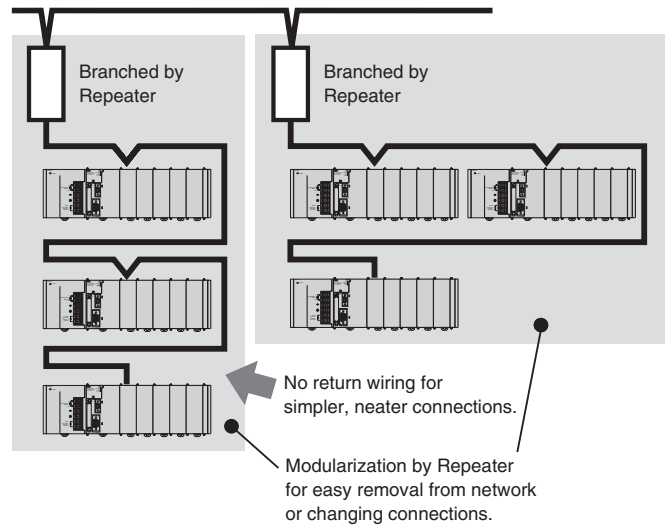 Branched by
Repeater
Branched by
Repeater
No return wiring for
simpler, neater connections.
Modularization by Repeater
for easy removal from network
or changing connections.